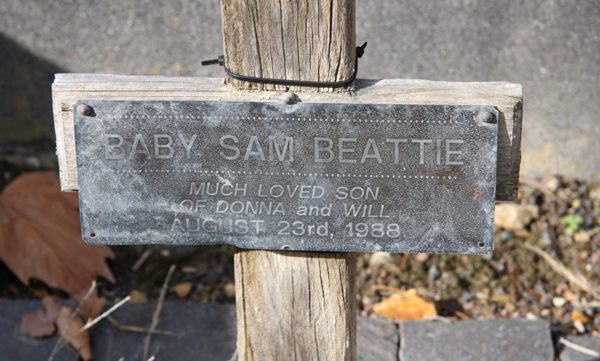 BABY SAM BEATTIE
MUCH LOVED SON
OF DONNA and WILL
AUGUST 23rd, 1988